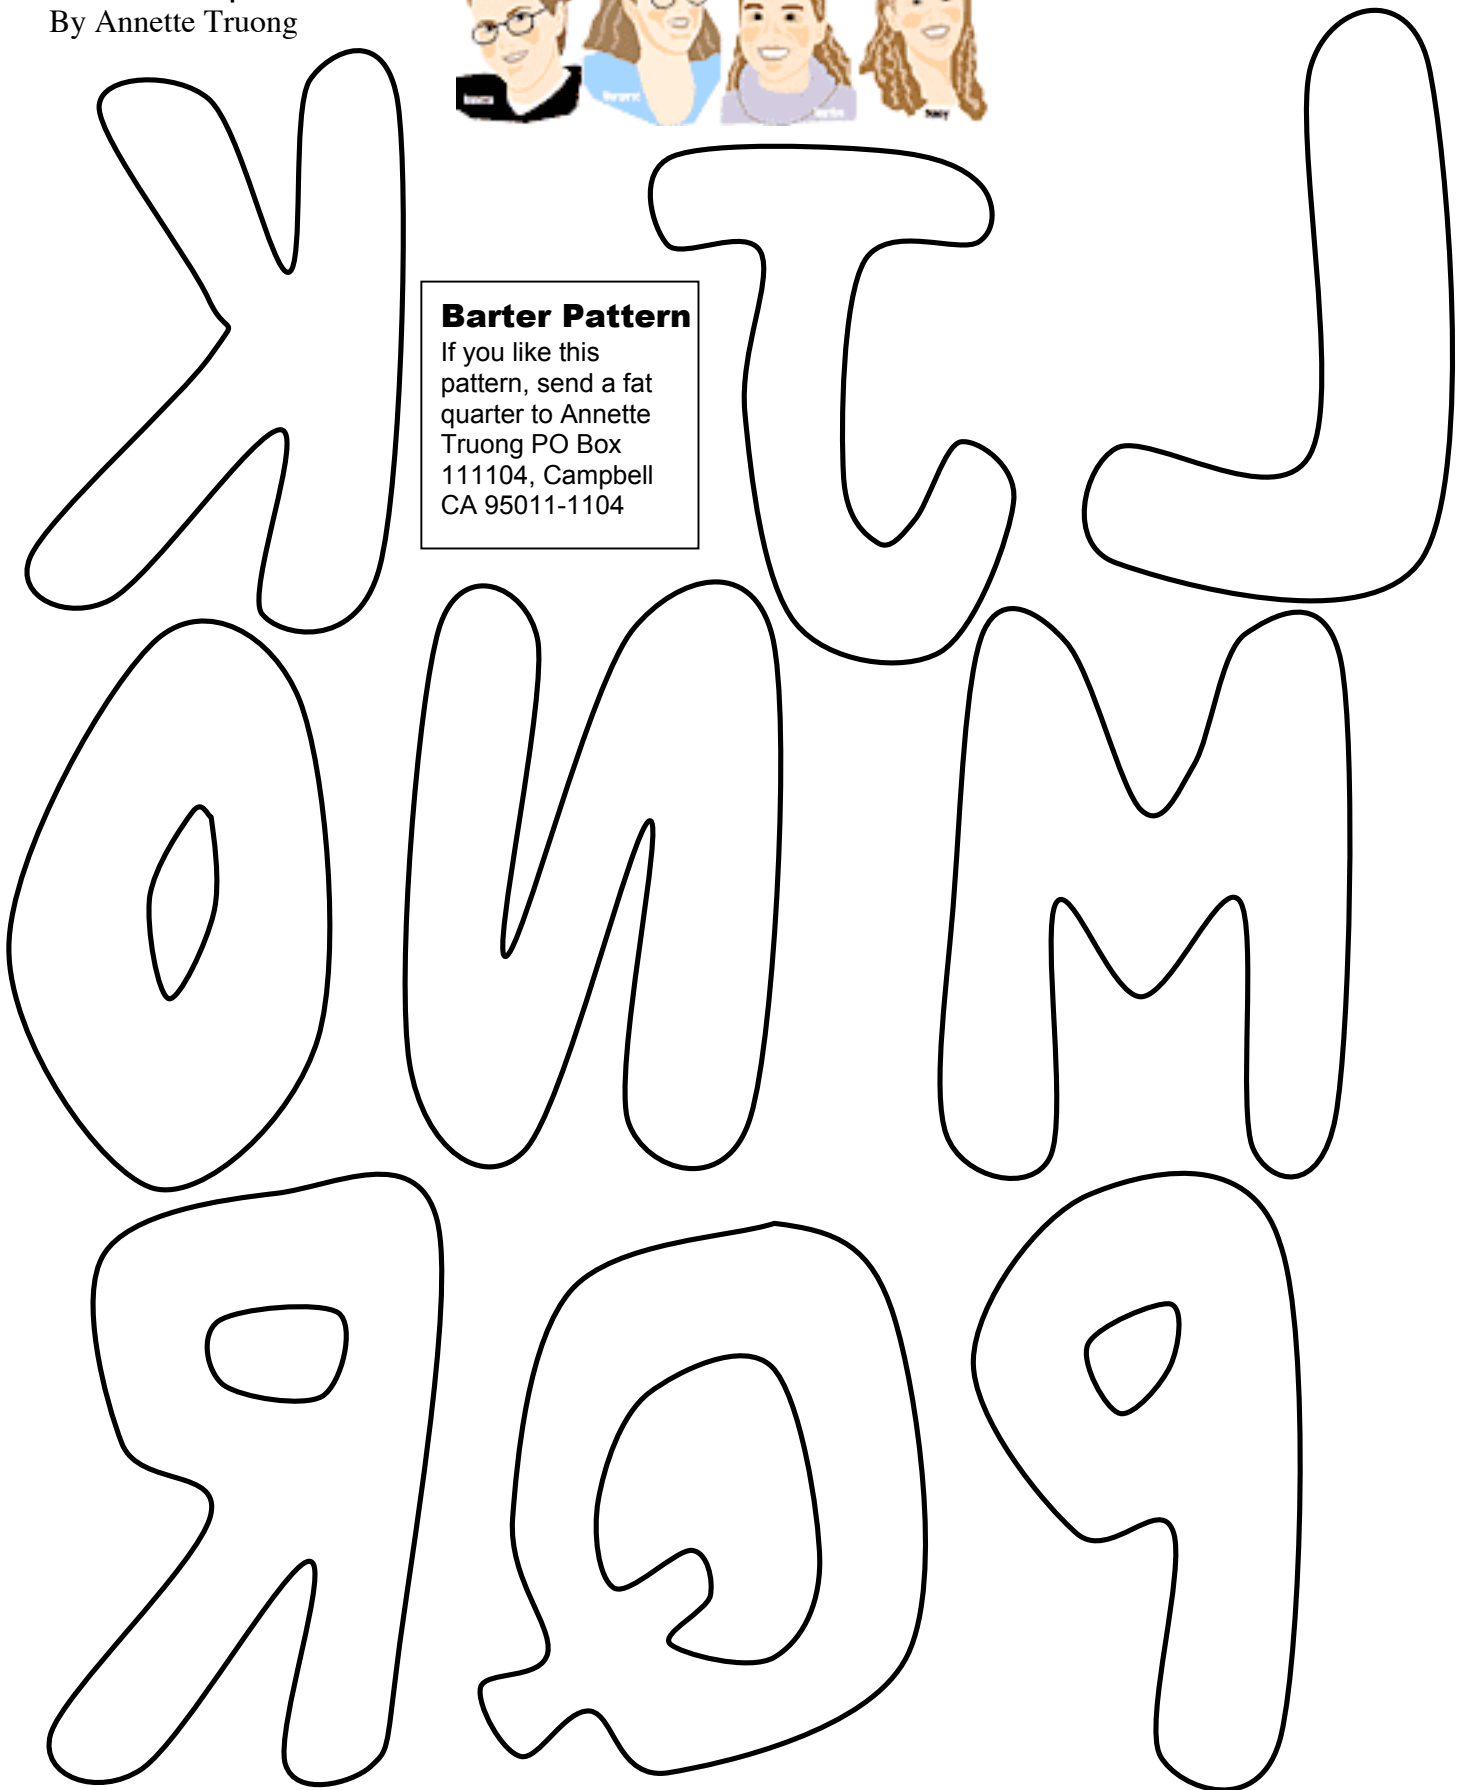 By Annette Truong
K
J
L
Barter Pattern
If you like this
pattern, send a fat
quarter to Annette
Truong PO Box
111104, Campbell
CA 95011-1104
O
N
M
R
Q
P